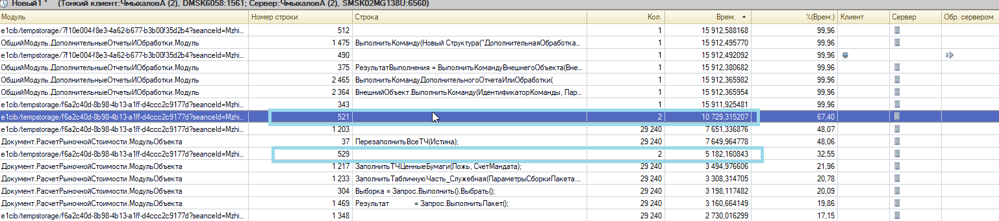 Новый1 * (Тонкий клиент:ЧмыхаловА (2), DMSK6058:1561; Сервер:ЧмыхаловА (2), SMSK02MG138U:6560)
Модуль Номер строки Строка Кол. Врем. %(Врем.) Клиент Сервер Обр. сервером
e1cib/tempstorage/7f10e004-f8e3-4a62-b677-b3b00f35d2b4?seanceId=Mzhi... 512 1 15 912,588168 99,96
ОбщийМодуль.ДополнительныеОтчетыИОбработки.Модуль 1 475 ВыполнитьКоманду(Новый Структура("ДополнительнаяОбработка... 1 15 912,495770 99,96
e1cib/tempstorage/7f10e004-f8e3-4a62-b677-b3b00f35d2b4?seanceId=Mzhi... 490 1 15 912,492092 99,96
ОбщийМодуль.ДополнительныеОтчетыИОбработки.Модуль 375 РезультатВыполнения = ВыполнитьКомандуВнешнегоОбъекта(Вне... 1 15 912,380682 99,96
ОбщийМодуль.ДополнительныеОтчетыИОбработки.Модуль 2 465 ВыполнитьКомандуДополнительногоОтчетаИлиОбработки( 1 15 912,365982 99,96
ОбщийМодуль.ДополнительныеОтчетыИОбработки.Модуль 2 364 ВнешнийОбъект.ВыполнитьКоманду(ИдентификаторКоманды, Пар... 1 15 912,365954 99,96
e1cib/tempstorage/f6a2c40d-8b98-4b13-a1ff-d4ccc2c9177d?seanceId=Mzhi... 343 1 15 911,925481 99,96
e1cib/tempstorage/f6a2c40d-8b98-4b13-a1ff-d4ccc2c9177d?seanceId=Mzhi... 521 2 10 729,315207 67,40
e1cib/tempstorage/f6a2c40d-8b98-4b13-a1ff-d4ccc2c9177d?seanceId=Mzhi... 1 203 29 240 7 651,336876 48,07
Документ.РасчетРыночнойСтоимости.МодульОбъекта 37 ПерезаполнитьВсеТЧ(Истина); 29 240 7 649,964778 48,06
e1cib/tempstorage/f6a2c40d-8b98-4b13-a1ff-d4ccc2c9177d?seanceId=Mzhi... 529 2 5 182,160843 32,55
Документ.РасчетРыночнойСтоимости.МодульОбъекта 1 217 ЗаполнитьТЧЦенныеБумаги(Ложь, СчетМандата); 29 240 3 494,976606 21,96
Документ.РасчетРыночнойСтоимости.МодульОбъекта 1 233 ЗаполнитьТабличнуюЧасть_Служебная(ПараметрыСборкиПакета.... 29 240 3 308,314705 20,78
Документ.РасчетРыночнойСтоимости.МодульОбъекта 304 Выборка = Запрос.Выполнить().Выбрать(); 29 240 3 198,117482 20,09
Документ.РасчетРыночнойСтоимости.МодульОбъекта 1 469 Результат = Запрос.ВыполнитьПакет(); 29 240 3 160,664149 19,86
e1cib/tempstorage/f6a2c40d-8b98-4b13-a1ff-d4ccc2c9177d?seanceId=Mzhi... 1 348 29 240 2 730,016299 17,15